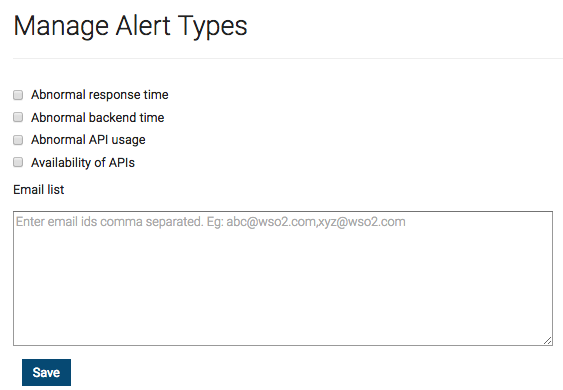 Manage Alert Types
Abnormal response time
Abnormal backend time
Abnormal API usage
Availability of APIs
Email list
Enter email ids comma separated. Eg: abc@wso2.com,xyz@wso2.com
Save